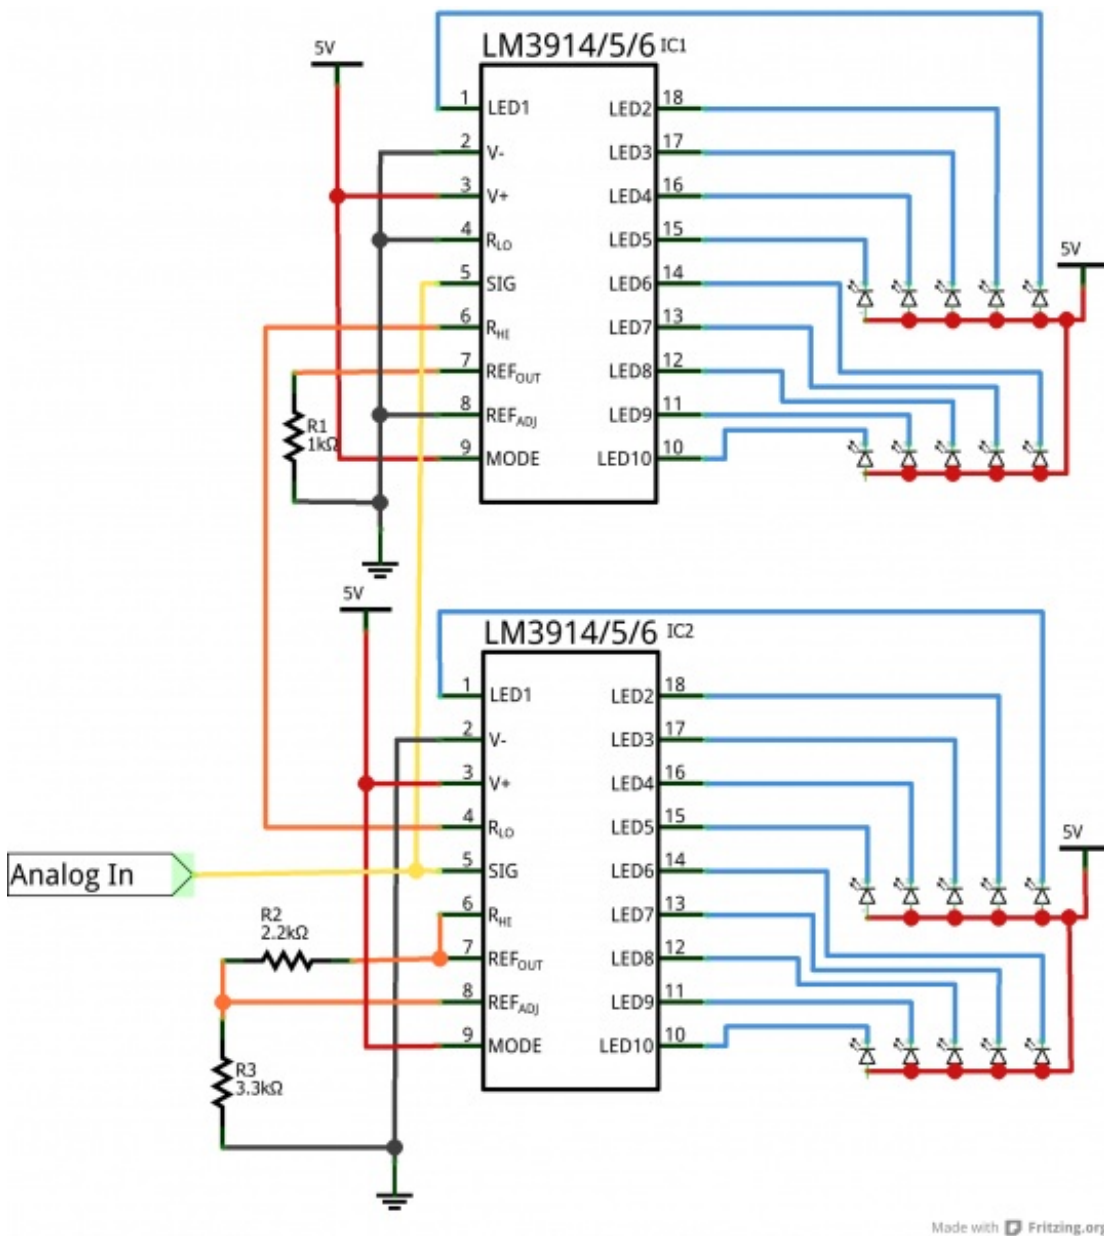 LM3914/5/6 IC1
5V
1 LED1 LED2 18
2 V- LED3 17
3 V+ LED4 16
4 RLO LED5 15
5V
5 SIG LED6 14
6 RHI LED7 13
7 REFOUT LED8 12
8 REFADJ LED9 11
R1
1kΩ
9 MODE LED10 10
5V
LM3914/5/6 IC2
1 LED1 LED2 18
2 V- LED3 17
3 V+ LED4 16
4 RLO LED5 15
5V
Analog In
5 SIG LED6 14
6 RHI LED7 13
R2
2.2kΩ
7 REFOUT LED8 12
8 REFADJ LED9 11
9 MODE LED10 10
R3
3.3kΩ
Made with Fritzing.org